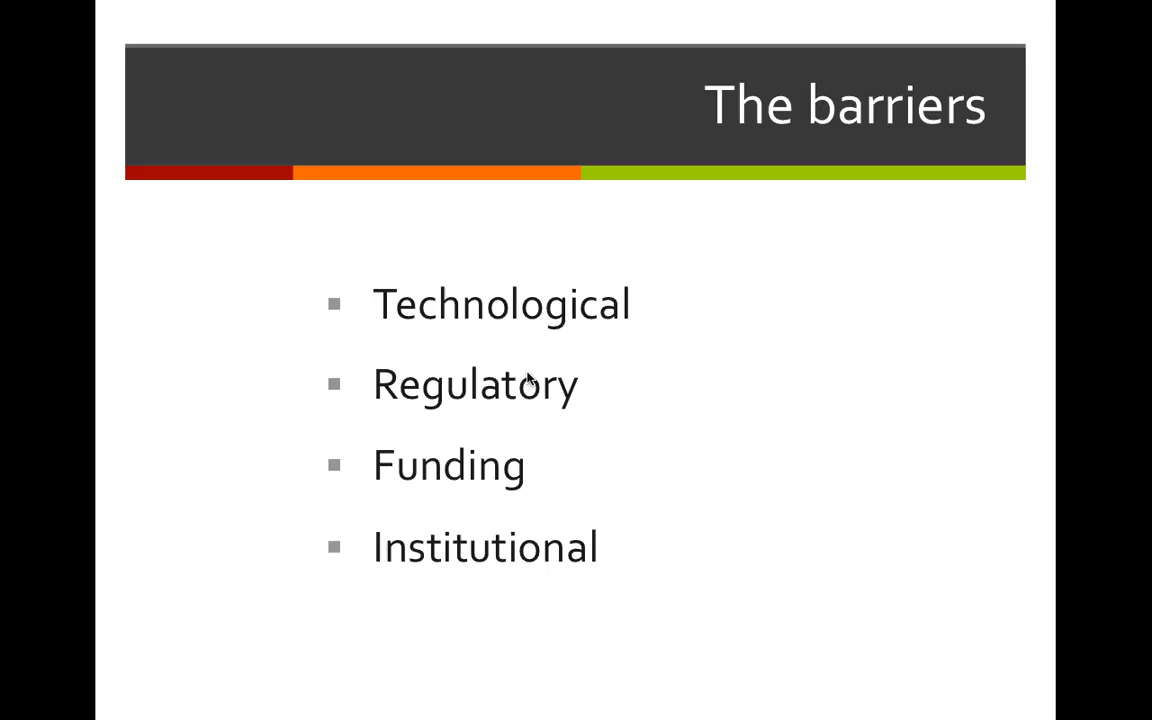 The barriers
Technological
Regulatory
Funding
Institutional